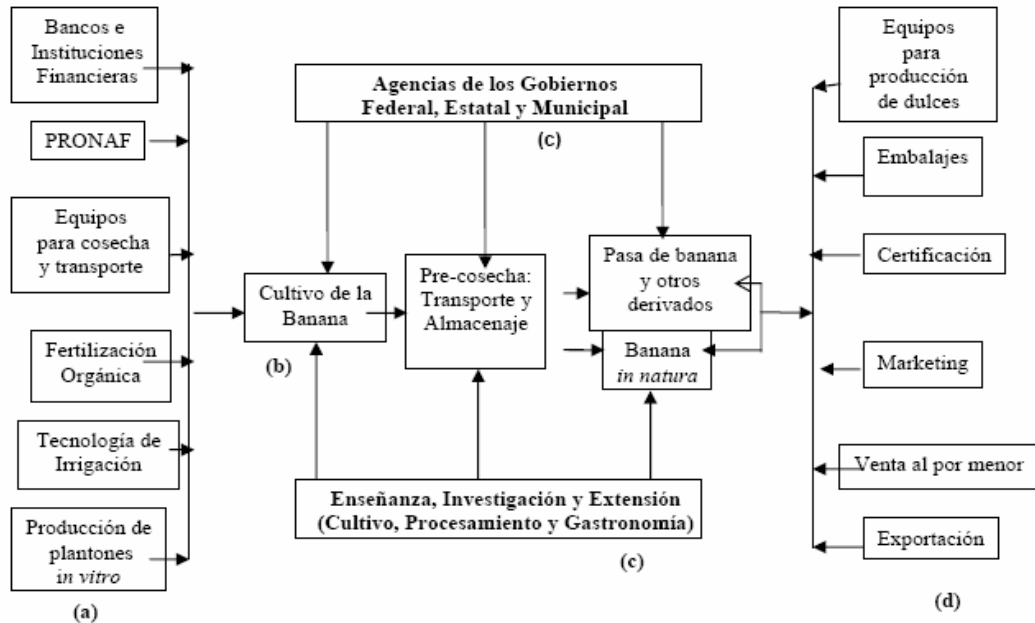 Bancos e
Instituciones
Financieras
PRONAF
Equipos
para cosecha
y transporte
Fertilización
Orgánica
Tecnología de
Irrigación
Producción de
plantones
in vitro
(a)
Agencias de los Gobiernos
Federal, Estatal y Municipal
(c)
Cultivo de la
Banana
(b)
Pre-cosecha:
Transporte y
Almacenaje
Pasa de banana
y otros
derivados
Banana
in natura
Enseñanza, Investigación y Extensión
(Cultivo, Procesamiento y Gastronomía)
(c)
Equipos
para
producción
de dulces
Embalajes
Certificación
Marketing
Venta al por menor
Exportación
(d)